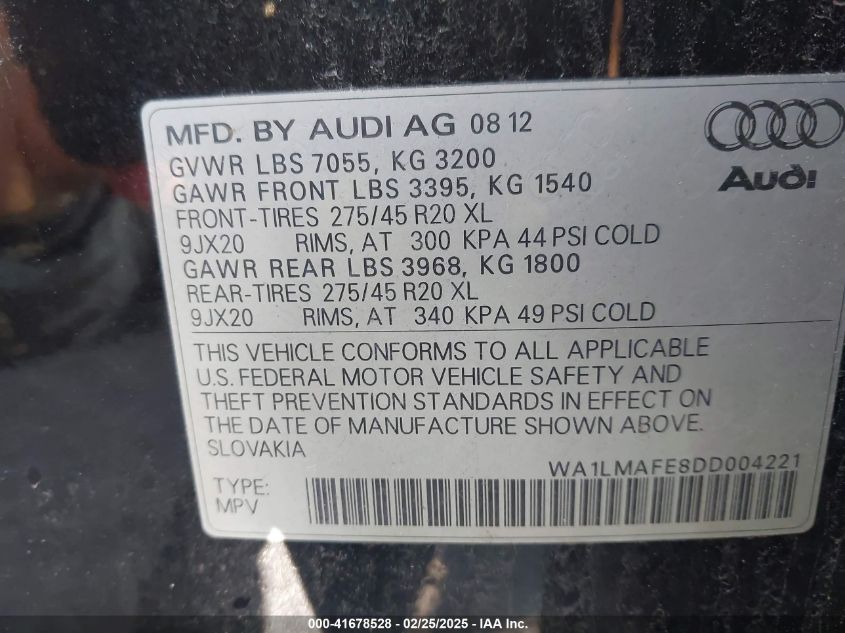 MFD. BY AUDI AG 08 12
GVWR LBS 7055, KG 3200
GAWR FRONT LBS 3395, KG 1540
FRONT-TIRES 275/45 R20 XL
9JX20 RIMS, AT 300 KPA 44 PSI COLD
GAWR REAR LBS 3968, KG 1800
REAR-TIRES 275/45 R20 XL
9JX20 RIMS, AT 340 KPA 49 PSI COLD
Audi
THIS VEHICLE CONFORMS TO ALL APPLICABLE
U.S. FEDERAL MOTOR VEHICLE SAFETY AND
THEFT PREVENTION STANDARDS IN EFFECT ON
THE DATE OF MANUFACTURE SHOWN ABOVE.
SLOVAKIA
WA1LMAFE8DD004221
TYPE:
MPV
000-41678528 - 02/25/2025 - IAA Inc.